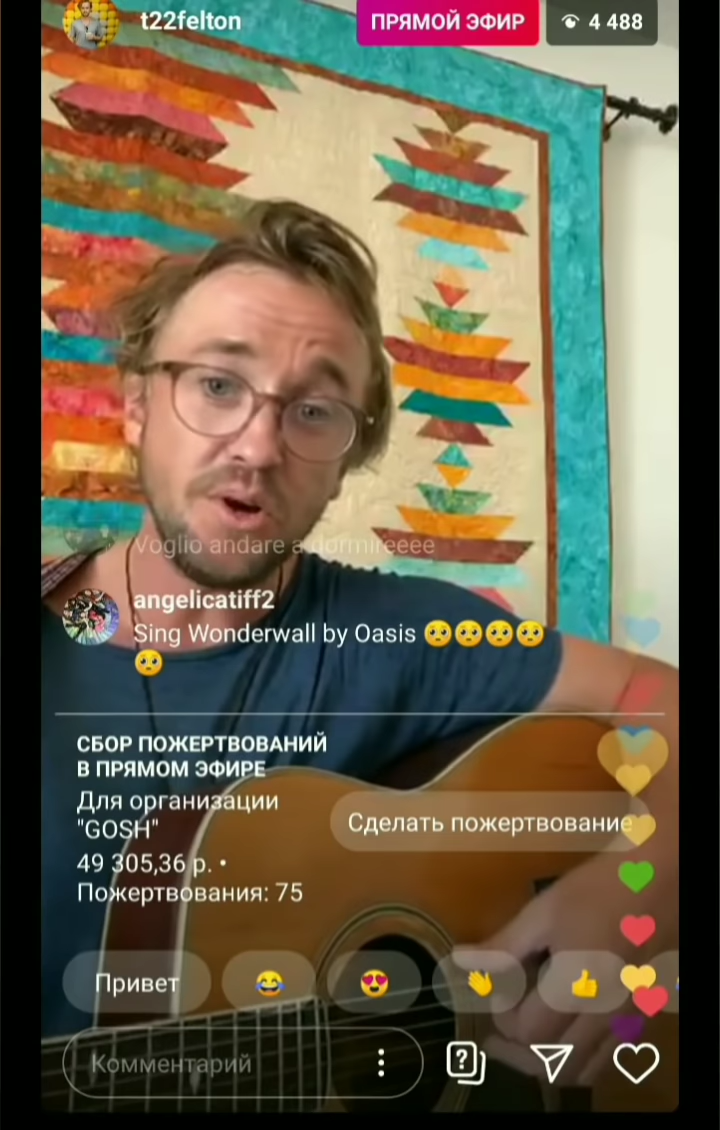 t22felton
ПРЯМОЙ ЭФИР
4 488
Voglio andare a dormireeee
angelicatiff2
Sing Wonderwall by Oasis 🥺🥺🥺🥺
🥺
СБОР ПОЖЕРТВОВАНИЙ
В ПРЯМОМ ЭФИРЕ
Для организации
"GOSH"
Сделать пожертвование
49 305,36 р. •
Пожертвования: 75
Привет 😂 😍 👋 👍
Комментарий